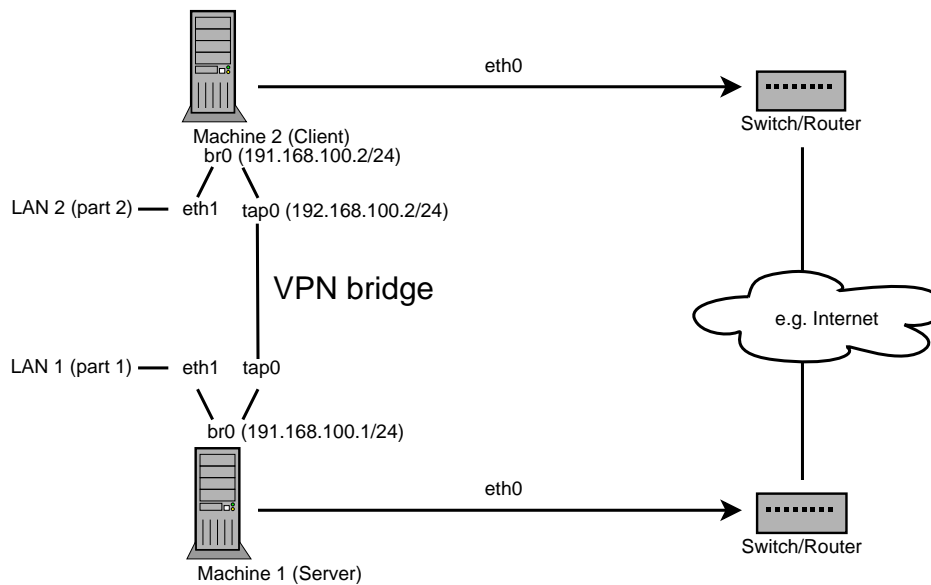 eth0
Machine 2 (Client)
Switch/Router
br0 (191.168.100.2/24)
LAN 2 (part 2)
eth1
tap0 (192.168.100.2/24)
VPN bridge
e.g. Internet
LAN 1 (part 1)
eth1
tap0
br0 (191.168.100.1/24)
eth0
Switch/Router
Machine 1 (Server)